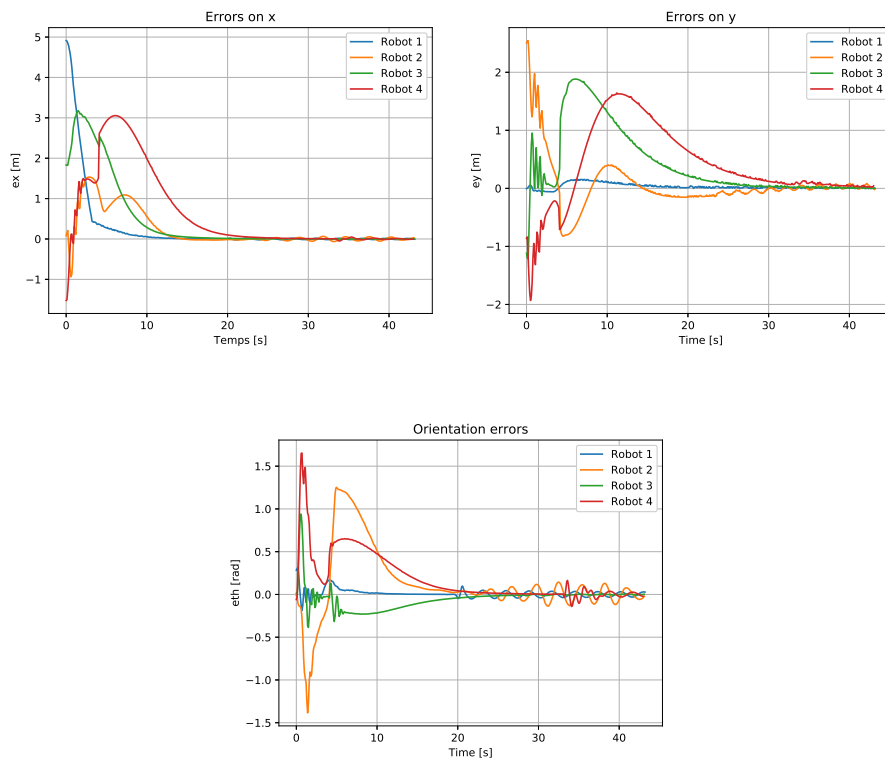 Errors on x
ex [m]
5
4
3
2
1
0
−1
0
10
20
30
40
Temps [s]
Robot 1
Robot 2
Robot 3
Robot 4
Errors on y
ey [m]
2
1
0
−1
−2
0
10
20
30
40
Time [s]
Robot 1
Robot 2
Robot 3
Robot 4
Orientation errors
eth [rad]
1.5
1.0
0.5
0.0
−0.5
−1.0
−1.5
0
10
20
30
40
Time [s]
Robot 1
Robot 2
Robot 3
Robot 4